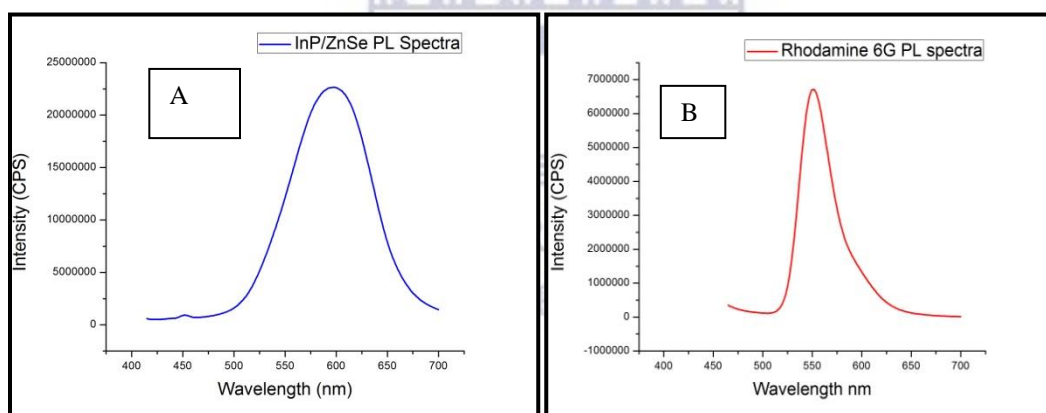 InP/ZnSe PL Spectra
A
25000000
20000000
15000000
10000000
5000000
0
Intensity (CPS)
400 450 500 550 600 650 700
Wavelength (nm)
Rhodamine 6G PL spectra
B
7000000
6000000
5000000
4000000
3000000
2000000
1000000
0
-1000000
Intensity (CPS)
400 450 500 550 600 650 700
Wavelength nm